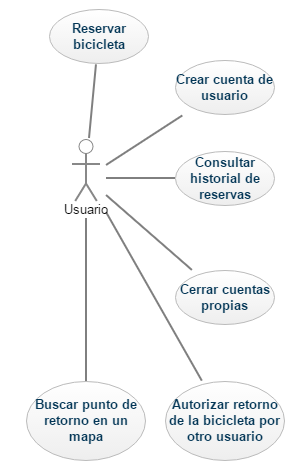 Reservar
bicicleta
Crear cuenta de
usuario
Consultar
historial de
reservas
Usuario
Cerrar cuentas
propias
Buscar punto de
retorno en un
mapa
Autorizar retorno
de la bicicleta por
otro usuario